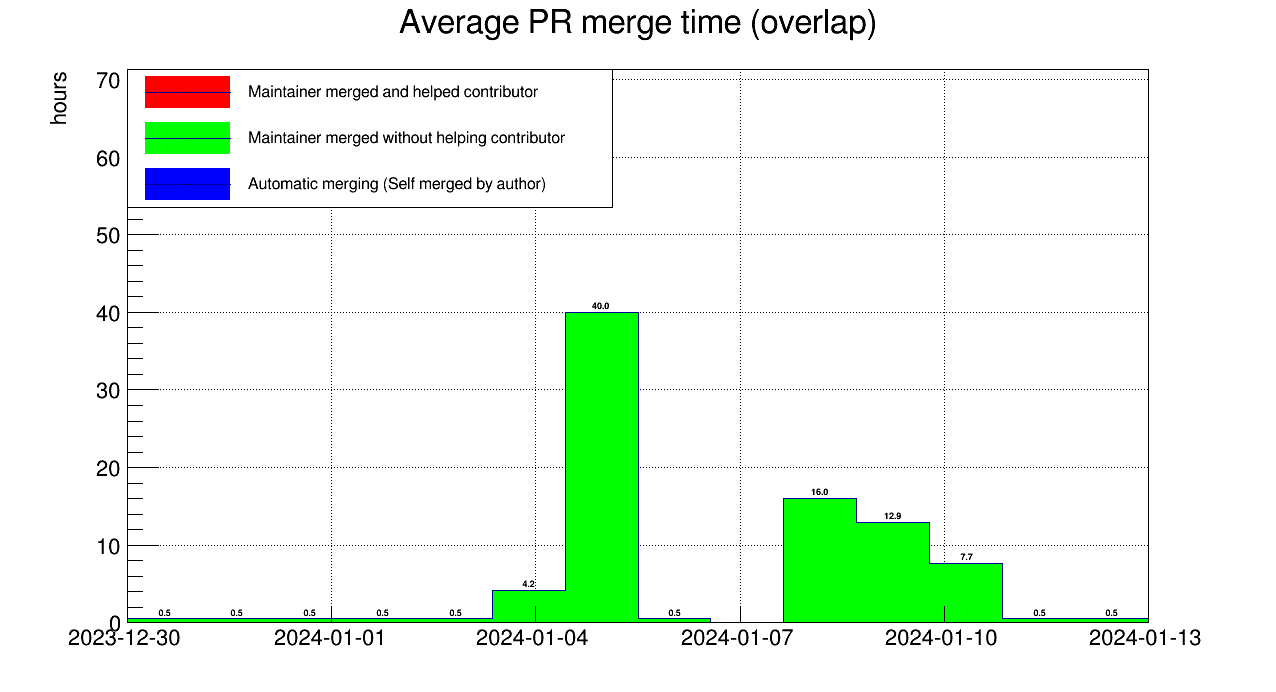 Average PR merge time (overlap)
hours
70
60
50
40
30
20
10
0
Maintainer merged and helped contributor
Maintainer merged without helping contributor
Automatic merging (Self merged by author)
0.5 0.5 0.5 0.5 0.5 4.2 40.0 0.5 16.0 12.9 7.7 0.5 0.5
2023-12-30 2024-01-01 2024-01-04 2024-01-07 2024-01-10 2024-01-13